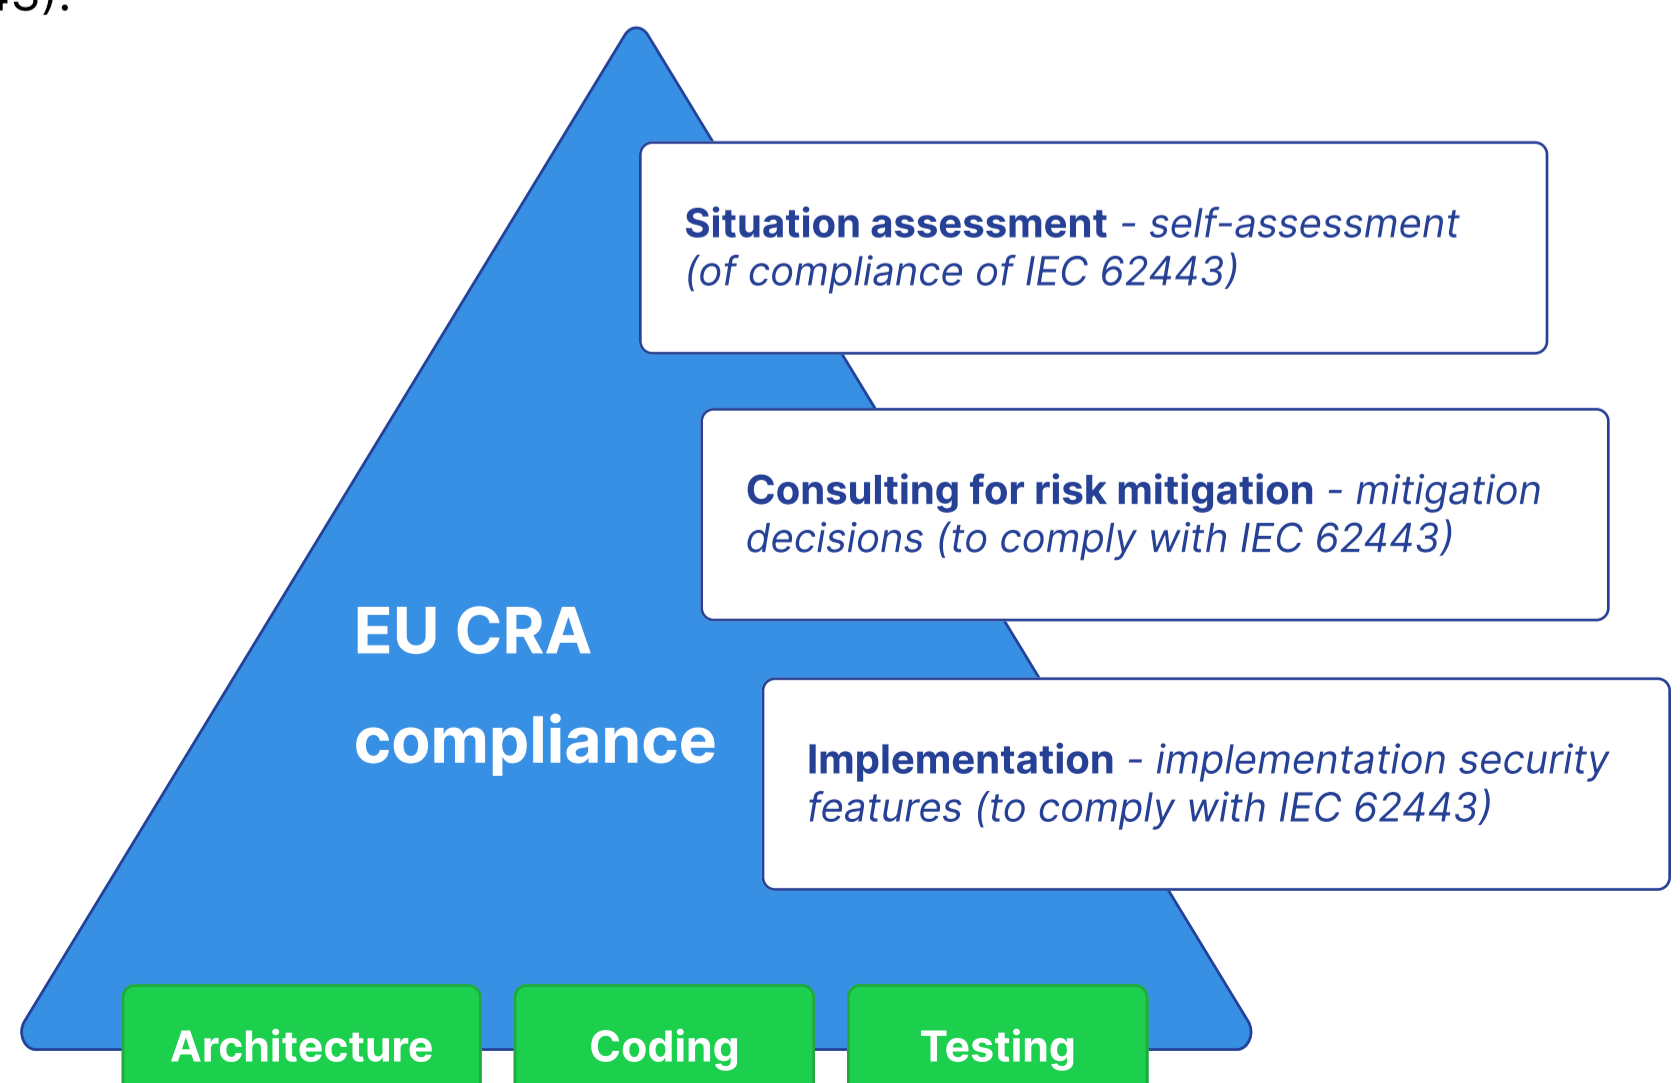 43).
Situation assessment - self-assessment
(of compliance of IEC 62443)
Consulting for risk mitigation - mitigation
decisions (to comply with IEC 62443)
EU CRA
compliance
Implementation - implementation security
features (to comply with IEC 62443)
Architecture
Coding
Testing